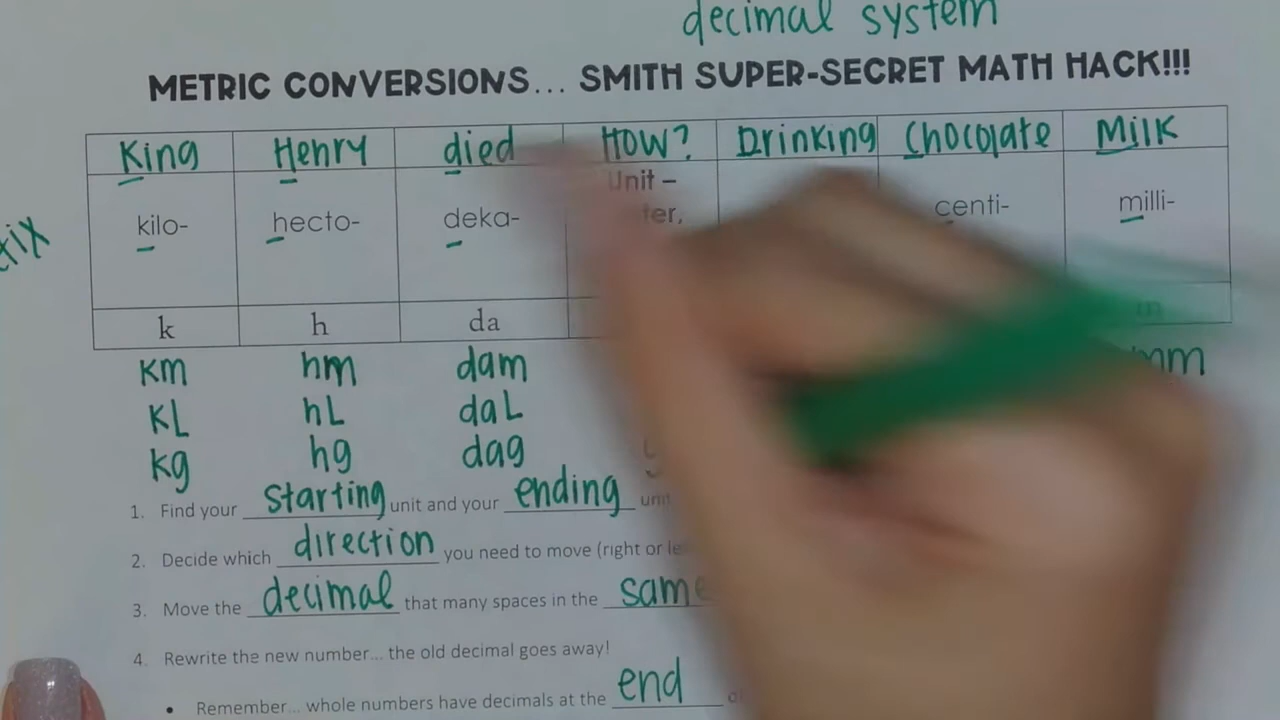 decimal system
METRIC CONVERSIONS... SMITH SUPER-SECRET MATH HACK!!!
King Henry died HOW? Drinking Chocolate Milk
Unit –
kilo- hecto- deka- centi- milli-
k h da m
km hm dam mm
KL hL daL
kg hg dag
1. Find your starting unit and your ending
2. Decide which direction you need to move (right or
3. Move the decimal that many spaces in the same
4. Rewrite the new number... the old decimal goes away!
• Remember... whole numbers have decimals at the end